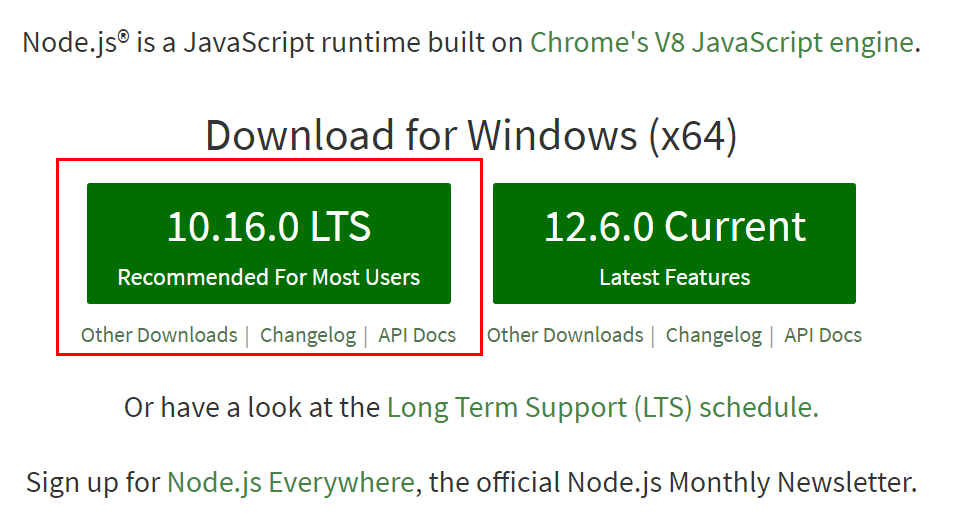 Node.js® is a JavaScript runtime built on Chrome's V8 JavaScript engine.
Download for Windows (x64)
10.16.0 LTS
Recommended For Most Users
Other Downloads | Changelog | API Docs
12.6.0 Current
Latest Features
Other Downloads | Changelog | API Docs
Or have a look at the Long Term Support (LTS) schedule.
Sign up for Node.js Everywhere, the official Node.js Monthly Newsletter.